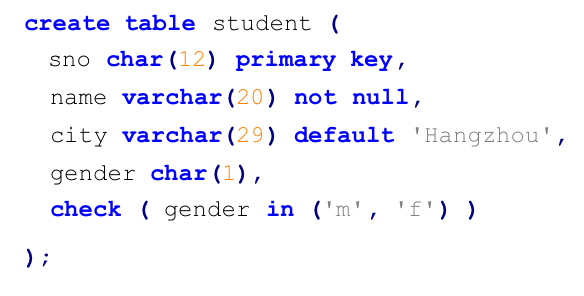 create table student (
sno char(12) primary key,
name varchar(20) not null,
city varchar(29) default 'Hangzhou',
gender char(1),
check ( gender in ('m', 'f') )
);